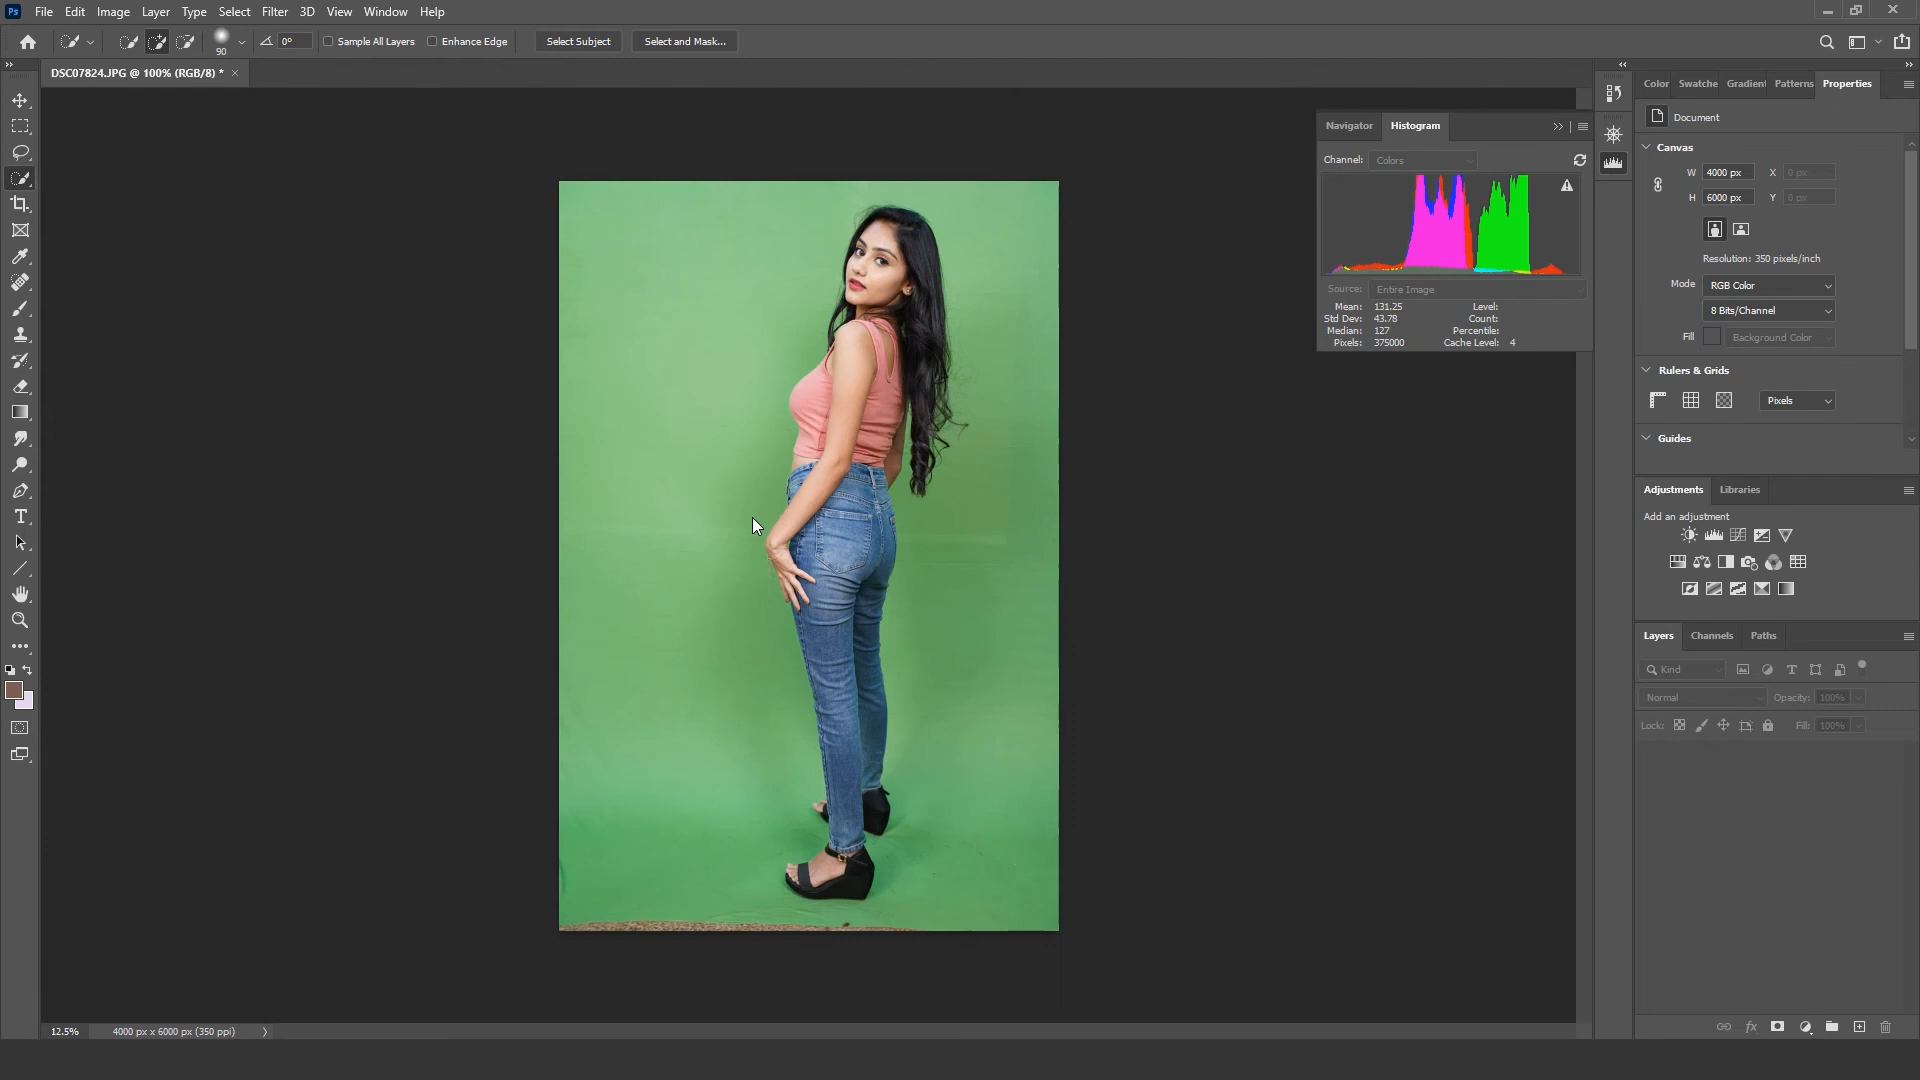 Ps File Edit Image Layer Type Select Filter 3D View Window Help
90 0° Sample All Layers Enhance Edge Select Subject Select and Mask...
DSC07824.JPG @ 100% (RGB/8) * ×
Color Swatche Gradient Patterns Properties
Document
Canvas
W 4000 px X 0 px
H 6000 px Y 0 px
Resolution: 350 pixels/inch
Mode RGB Color
8 Bits/Channel
Fill Background Color
Rulers & Grids
Pixels
Guides
Navigator Histogram
Channel: Colors
Source: Entire Image
Mean: 131.25 Level:
Std Dev: 43.78 Count:
Median: 127 Percentile:
Pixels: 375000 Cache Level: 4
Adjustments Libraries
Add an adjustment
Layers Channels Paths
Kind
Normal Opacity: 100%
Lock: Fill: 100%
fx
12.5% 4000 px x 6000 px (350 ppi)